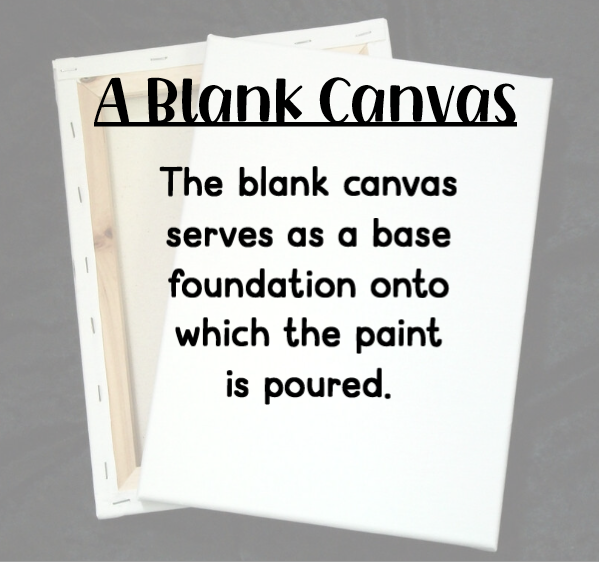 A Blank Canvas
The blank canvas
serves as a base
foundation onto
which the paint
is poured.